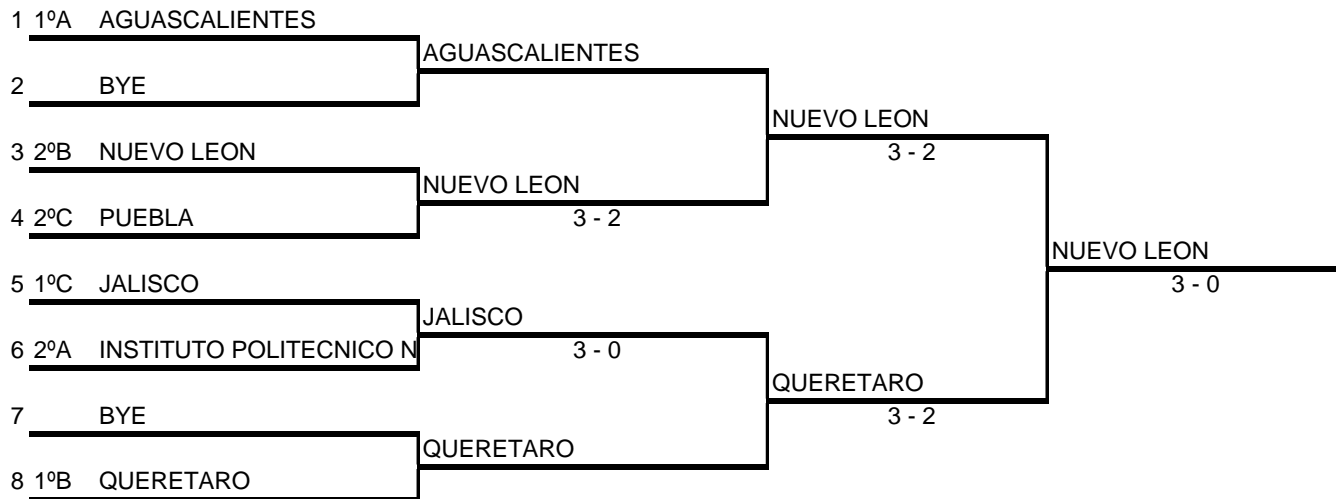 1 1ºA AGUASCALIENTES
AGUASCALIENTES
2 BYE
NUEVO LEON
3 - 2
3 2ºB NUEVO LEON
NUEVO LEON
3 - 2
4 2ºC PUEBLA
NUEVO LEON
3 - 0
5 1ºC JALISCO
JALISCO
3 - 0
6 2ºA INSTITUTO POLITECNICO N
QUERETARO
3 - 2
7 BYE
QUERETARO
8 1ºB QUERETARO